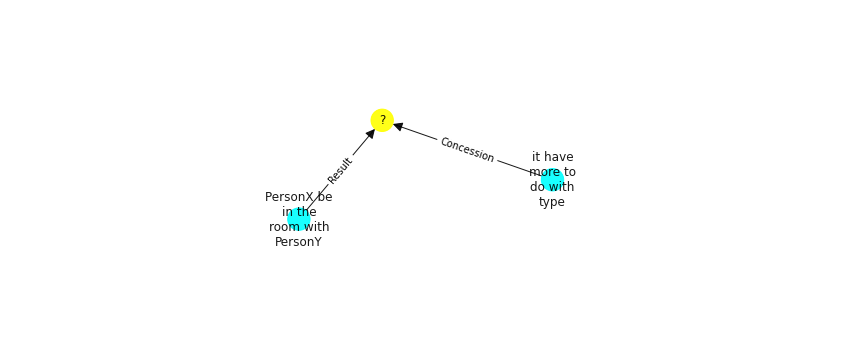 ?
Concession
Result
it have
more to
do with
type
PersonX be
in the
room with
PersonY